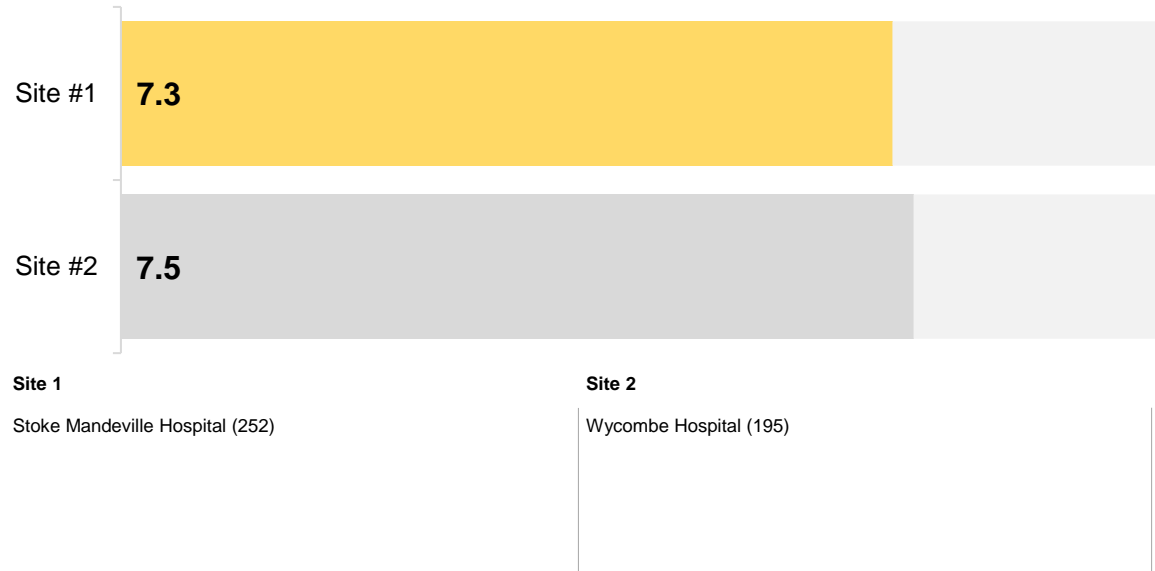 Site #1
7.3
Site #2
7.5
Site 1
Site 2
Stoke Mandeville Hospital (252)
Wycombe Hospital (195)